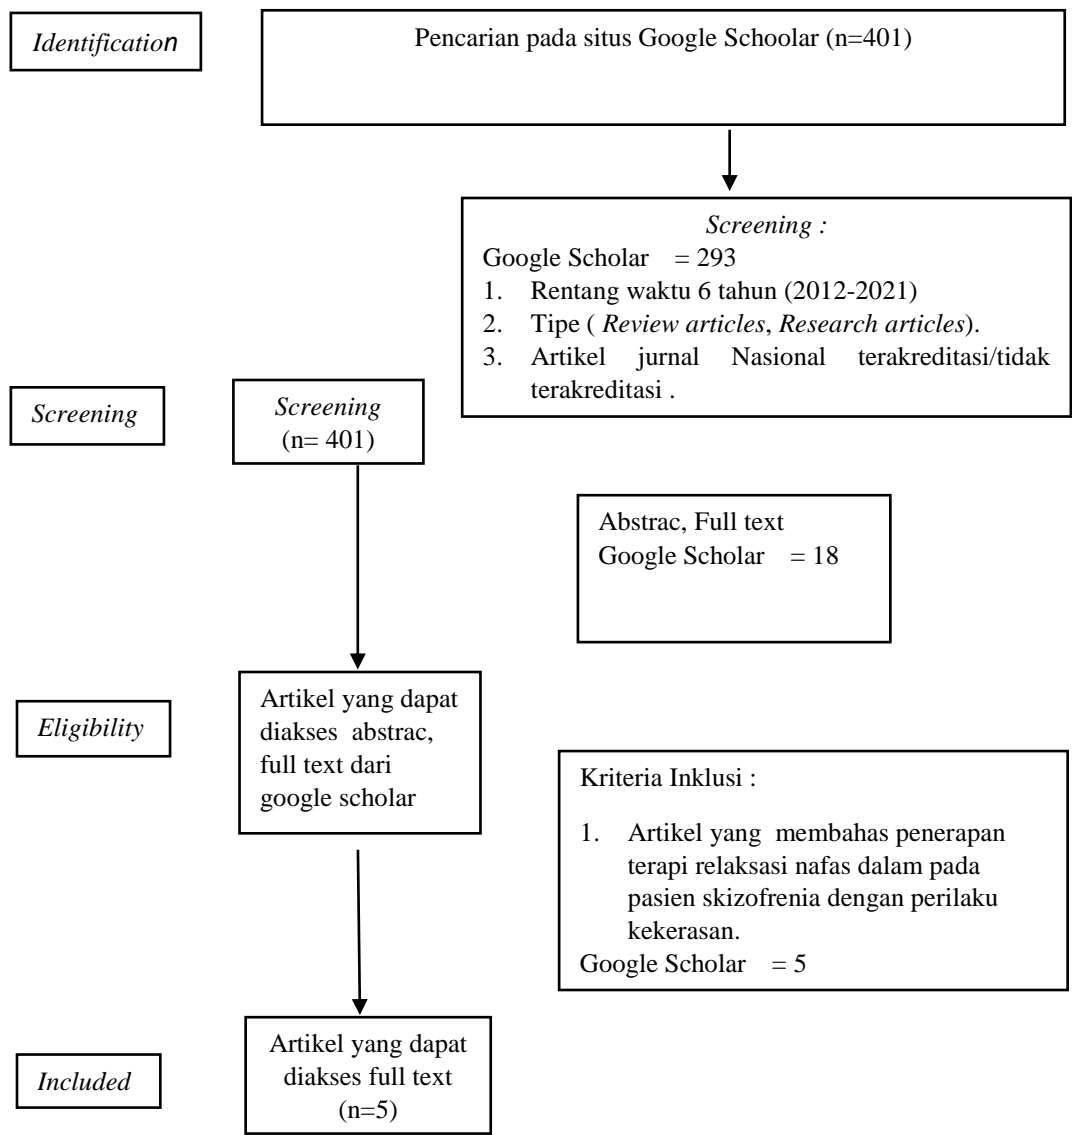 Identification
Pencarian pada situs Google Schoolar (n=401)
Screening :
Google Scholar = 293
1. Rentang waktu 6 tahun (2012-2021)
2. Tipe ( Review articles, Research articles).
3. Artikel jurnal Nasional terakreditasi/tidak
terakreditasi .
Screening
Screening
(n= 401)
Abstrac, Full text
Google Scholar = 18
Eligibility
Artikel yang dapat
diakses abstrac,
full text dari
google scholar
Kriteria Inklusi :
1. Artikel yang membahas penerapan
terapi relaksasi nafas dalam pada
pasien skizofrenia dengan perilaku
kekerasan.
Google Scholar = 5
Included
Artikel yang dapat
diakses full text
(n=5)